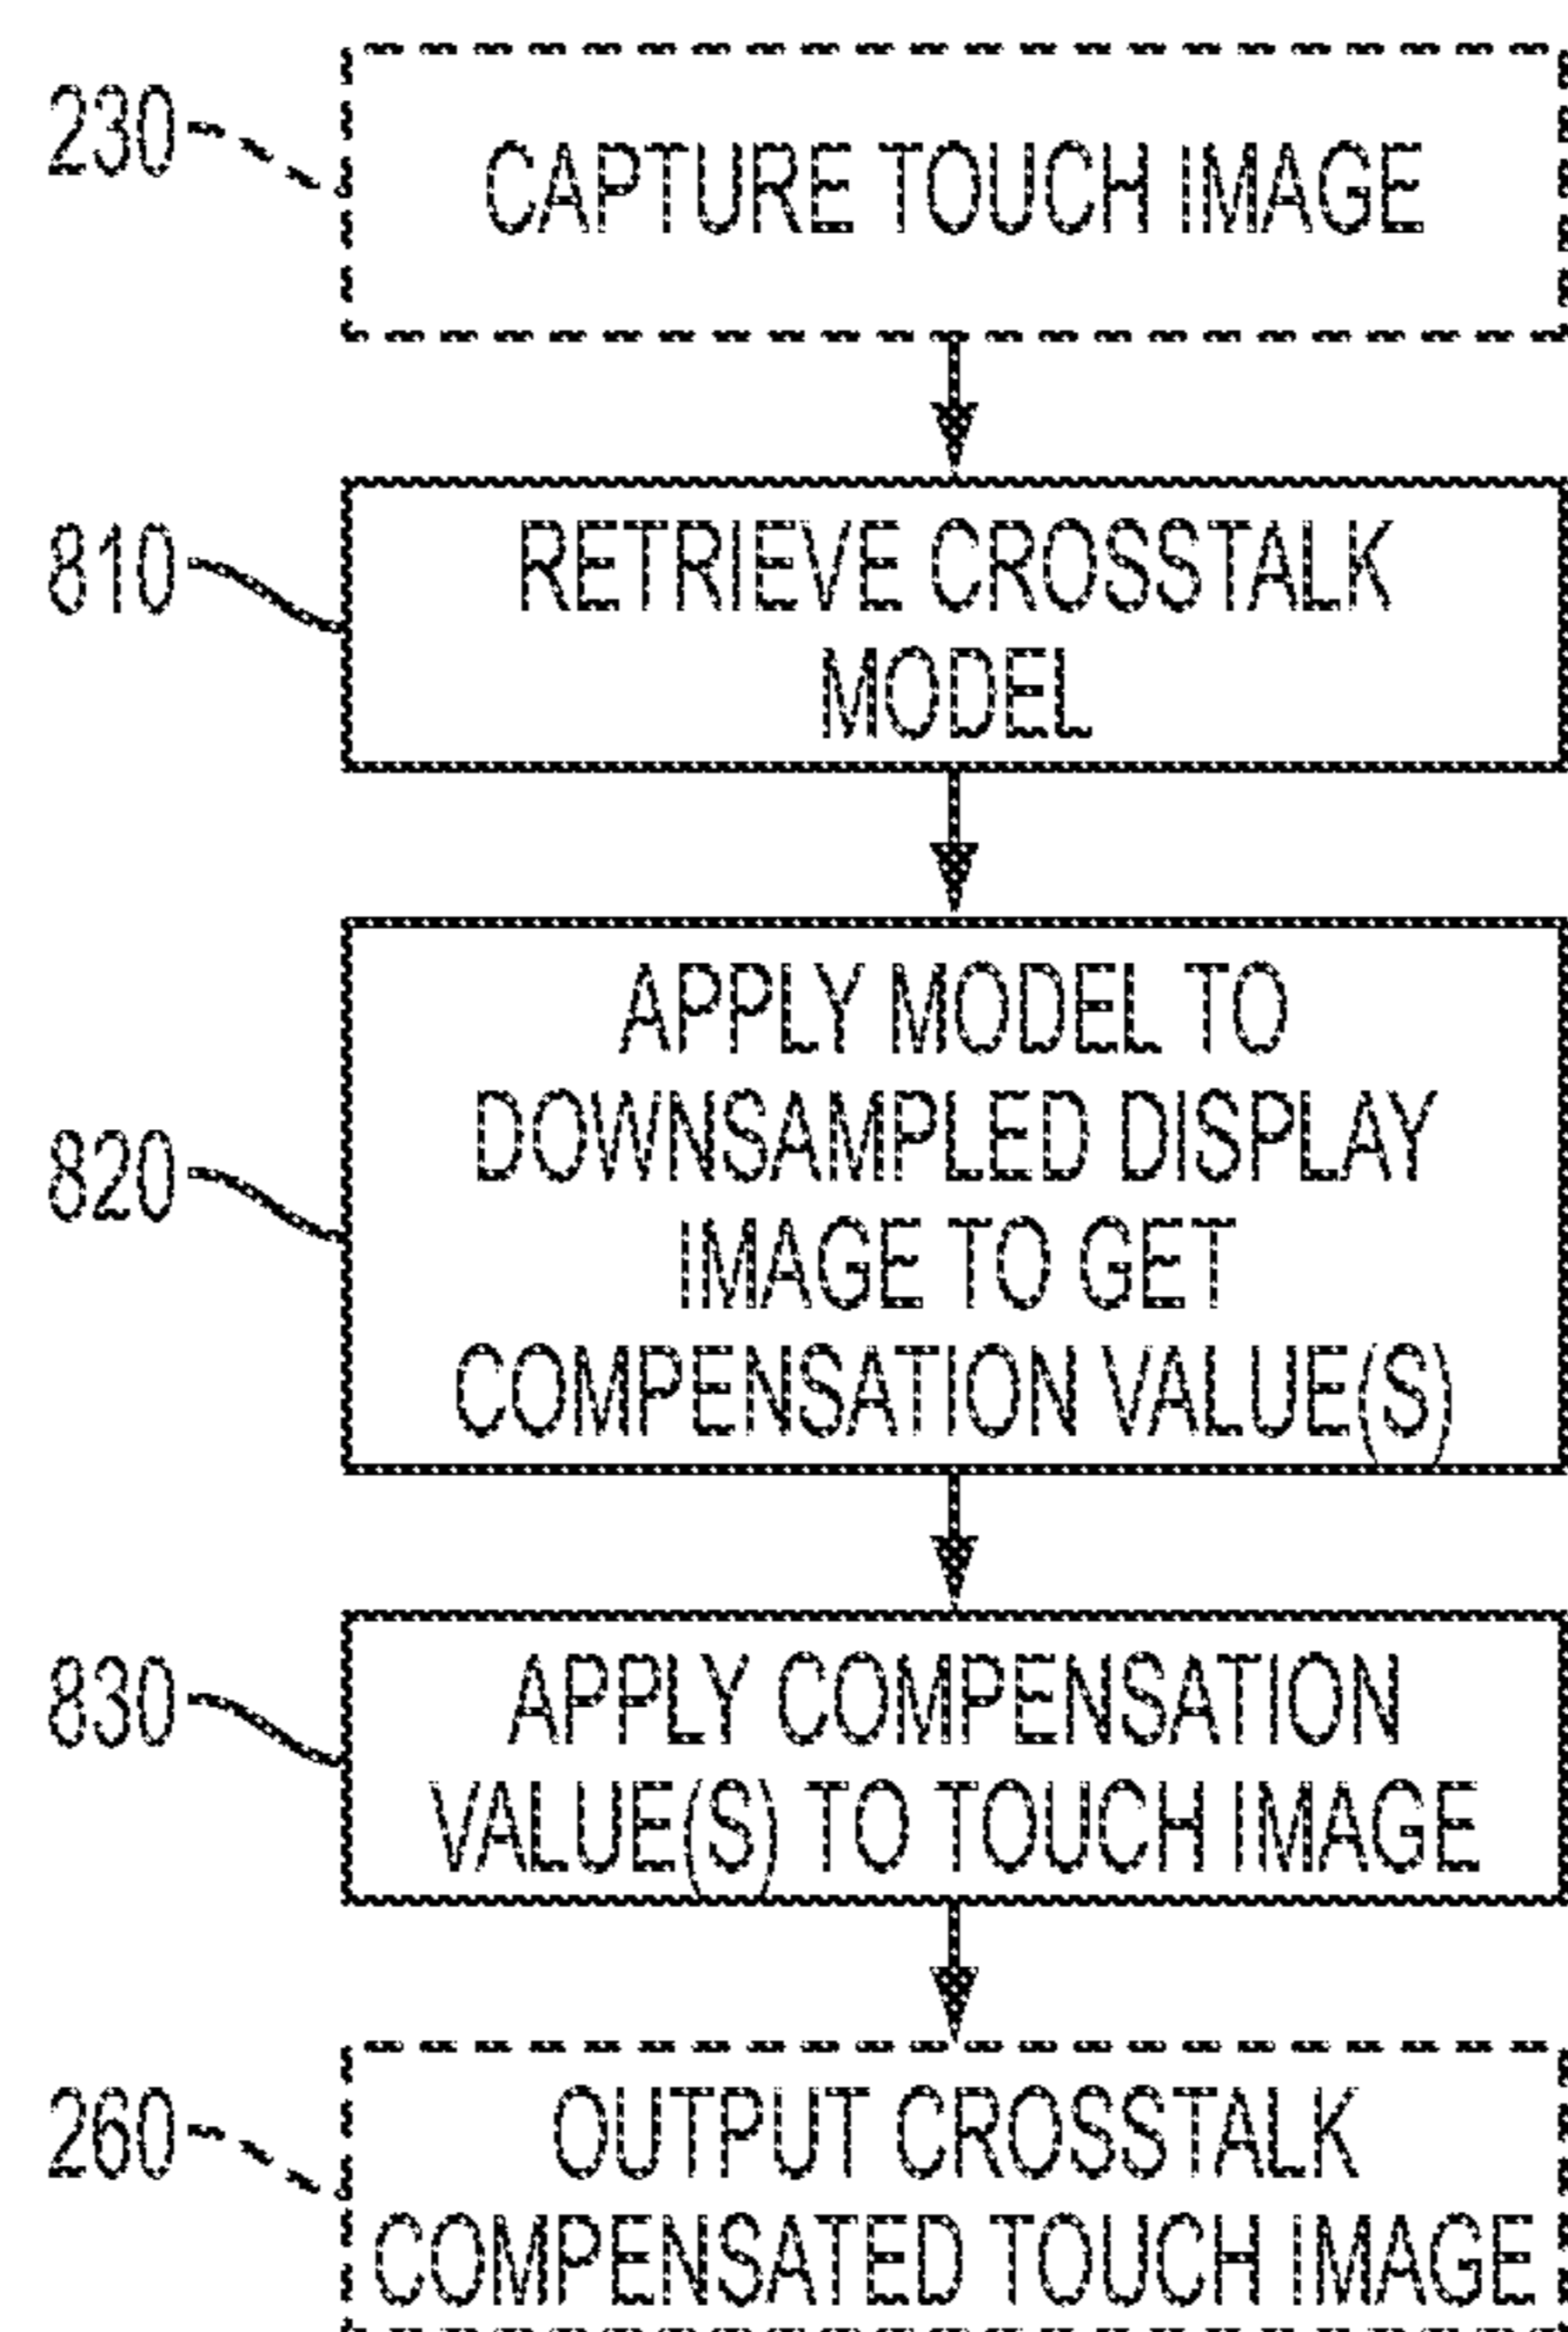 230
CAPTURE TOUCH IMAGE
810
RETRIEVE CROSSTALK
MODEL
820
APPLY MODEL TO
DOWNSAMPLED DISPLAY
IMAGE TO GET
COMPENSATION VALUE(S)
830
APPLY COMPENSATION
VALUE(S) TO TOUCH IMAGE
260
OUTPUT CROSSTALK
COMPENSATED TOUCH IMAGE